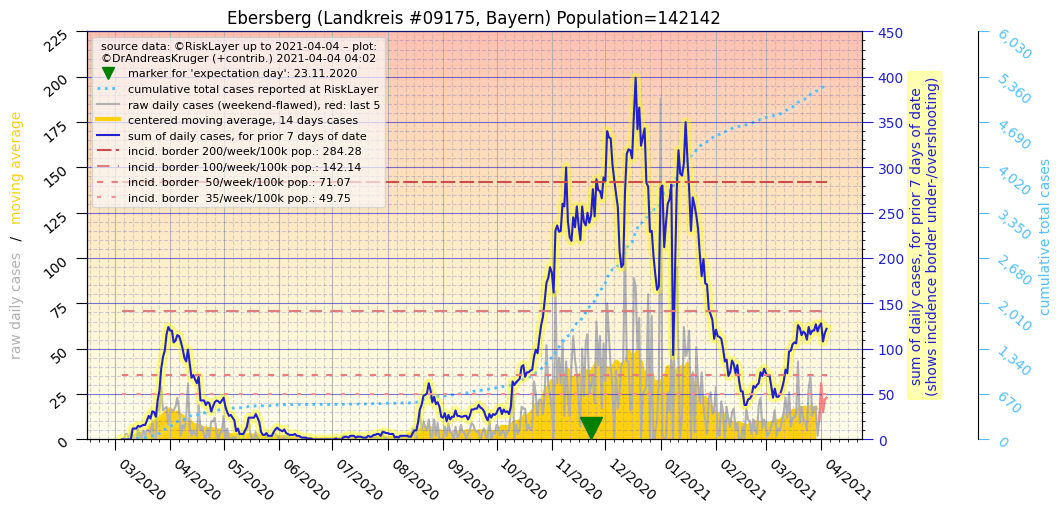 Ebersberg (Landkreis #09175, Bayern) Population=142142
source data: ©RiskLayer up to 2021-04-04 – plot:
©DrAndreasKruger (+contrib.) 2021-04-04 04:02
marker for 'expectation day': 23.11.2020
cumulative total cases reported at RiskLayer
raw daily cases (weekend-flawed), red: last 5
centered moving average, 14 days cases
sum of daily cases, for prior 7 days of date
incid. border 200/week/100k pop.: 284.28
incid. border 100/week/100k pop.: 142.14
incid. border  50/week/100k pop.: 71.07
incid. border  35/week/100k pop.: 49.75
raw daily cases / moving average
225
200
175
150
125
100
75
50
25
0
03/2020
04/2020
05/2020
06/2020
07/2020
08/2020
09/2020
10/2020
11/2020
12/2020
01/2021
02/2021
03/2021
04/2021
450
400
350
300
250
200
150
100
50
0
sum of daily cases, for prior 7 days of date
(shows incidence border under-/overshooting)
6,030
5,360
4,690
4,020
3,350
2,680
2,010
1,340
670
0
cumulative total cases